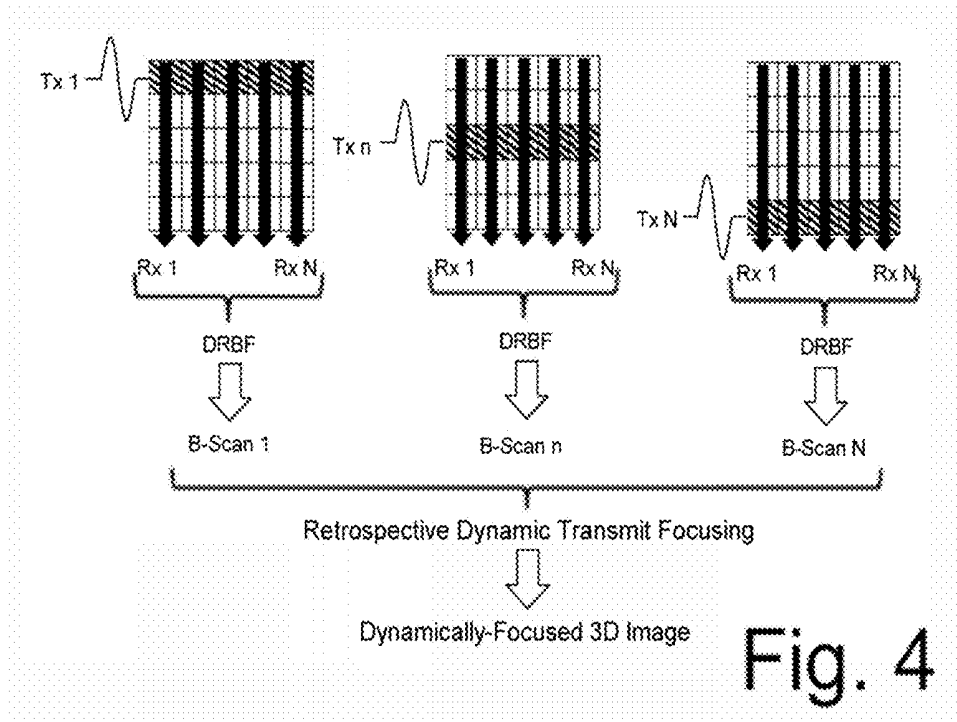 Tx 1
Tx n
Tx N
Rx 1 Rx N
Rx 1 Rx N
Rx 1 Rx N
DRBF
DRBF
DRBF
B-Scan 1
B-Scan n
B-Scan N
Retrospective Dynamic Transmit Focusing
Dynamically-Focused 3D Image
Fig. 4